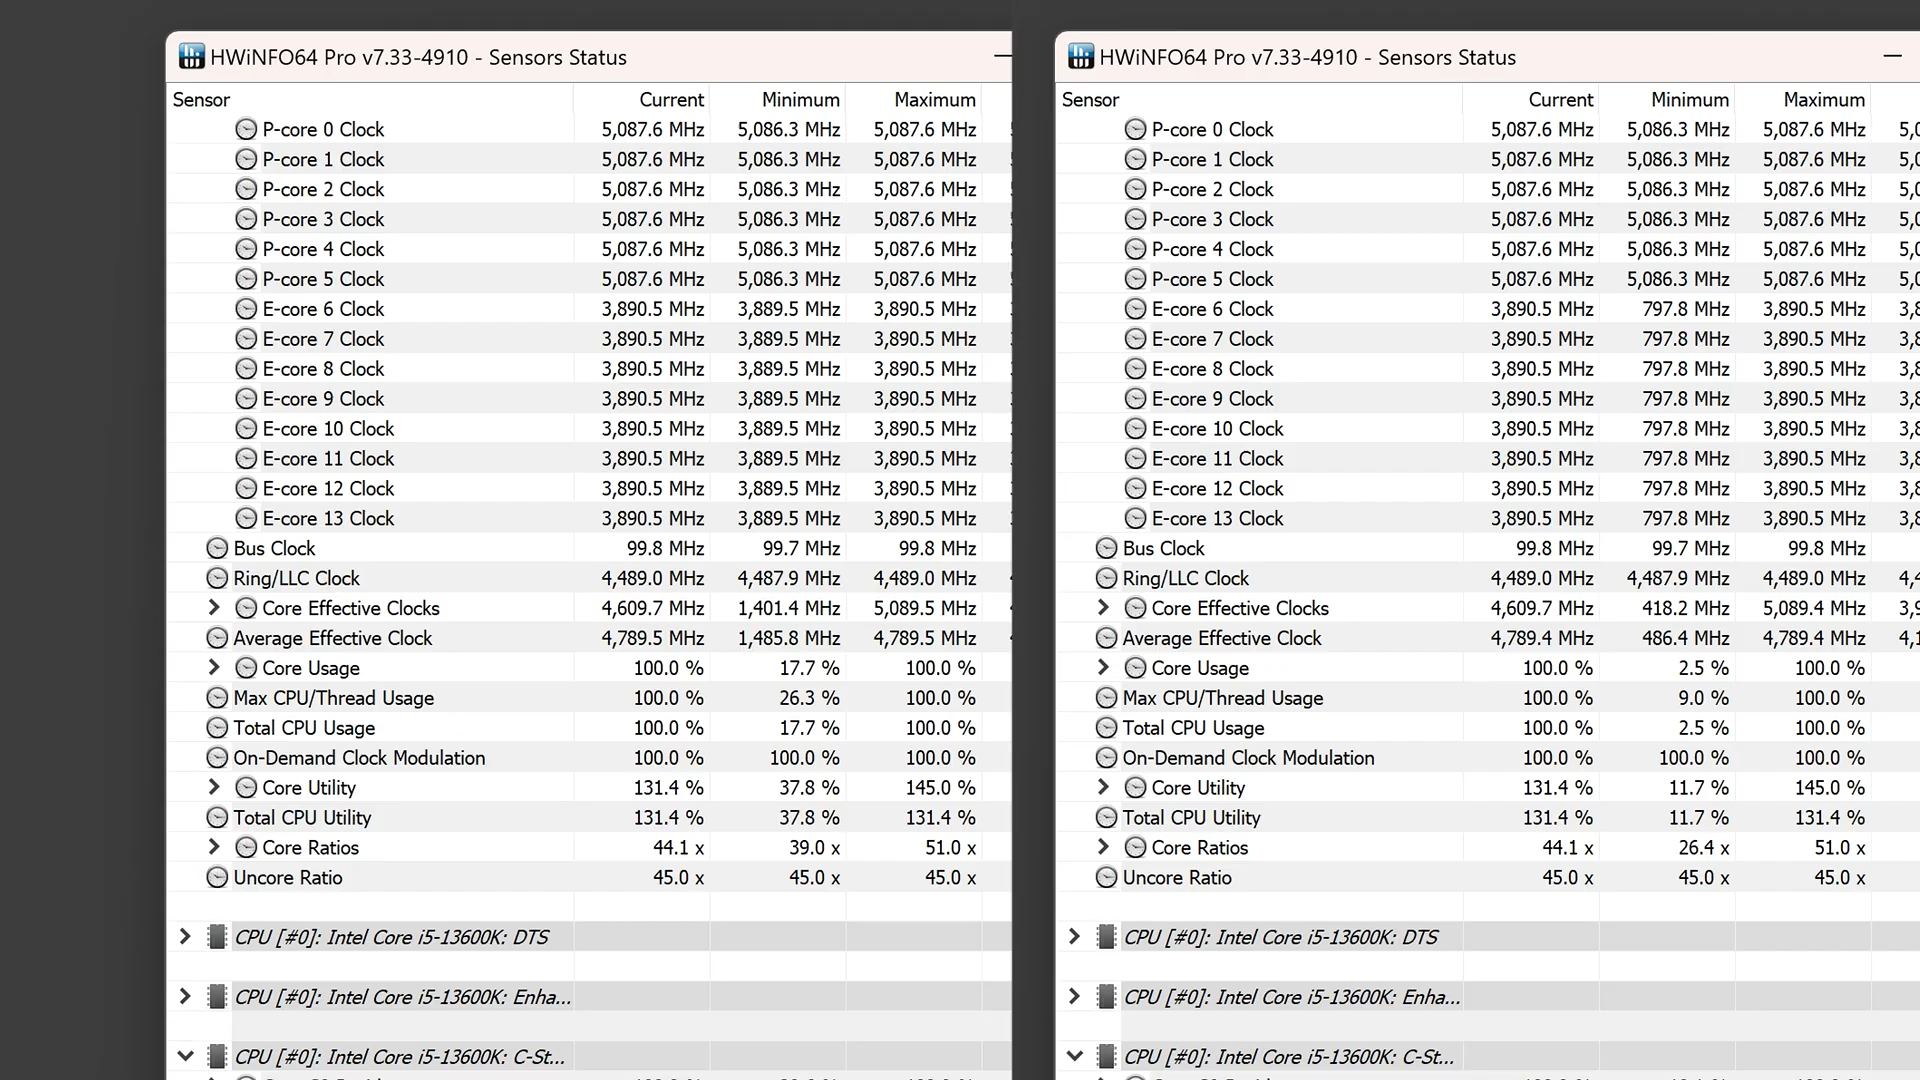 HWiNFO64 Pro v7.33-4910 - Sensors Status
Sensor Current Minimum Maximum
P-core 0 Clock 5,087.6 MHz 5,086.3 MHz 5,087.6 MHz
P-core 1 Clock 5,087.6 MHz 5,086.3 MHz 5,087.6 MHz
P-core 2 Clock 5,087.6 MHz 5,086.3 MHz 5,087.6 MHz
P-core 3 Clock 5,087.6 MHz 5,086.3 MHz 5,087.6 MHz
P-core 4 Clock 5,087.6 MHz 5,086.3 MHz 5,087.6 MHz
P-core 5 Clock 5,087.6 MHz 5,086.3 MHz 5,087.6 MHz
E-core 6 Clock 3,890.5 MHz 3,889.5 MHz 3,890.5 MHz
E-core 7 Clock 3,890.5 MHz 3,889.5 MHz 3,890.5 MHz
E-core 8 Clock 3,890.5 MHz 3,889.5 MHz 3,890.5 MHz
E-core 9 Clock 3,890.5 MHz 3,889.5 MHz 3,890.5 MHz
E-core 10 Clock 3,890.5 MHz 3,889.5 MHz 3,890.5 MHz
E-core 11 Clock 3,890.5 MHz 3,889.5 MHz 3,890.5 MHz
E-core 12 Clock 3,890.5 MHz 3,889.5 MHz 3,890.5 MHz
E-core 13 Clock 3,890.5 MHz 3,889.5 MHz 3,890.5 MHz
Bus Clock 99.8 MHz 99.7 MHz 99.8 MHz
Ring/LLC Clock 4,489.0 MHz 4,487.9 MHz 4,489.0 MHz
Core Effective Clocks 4,609.7 MHz 1,401.4 MHz 5,089.5 MHz
Average Effective Clock 4,789.5 MHz 1,485.8 MHz 4,789.5 MHz
Core Usage 100.0 % 17.7 % 100.0 %
Max CPU/Thread Usage 100.0 % 26.3 % 100.0 %
Total CPU Usage 100.0 % 17.7 % 100.0 %
On-Demand Clock Modulation 100.0 % 100.0 % 100.0 %
Core Utility 131.4 % 37.8 % 145.0 %
Total CPU Utility 131.4 % 37.8 % 131.4 %
Core Ratios 44.1 x 39.0 x 51.0 x
Uncore Ratio 45.0 x 45.0 x 45.0 x
CPU [#0]: Intel Core i5-13600K: DTS
CPU [#0]: Intel Core i5-13600K: Enha...
CPU [#0]: Intel Core i5-13600K: C-St...
HWiNFO64 Pro v7.33-4910 - Sensors Status
Sensor Current Minimum Maximum
P-core 0 Clock 5,087.6 MHz 5,086.3 MHz 5,087.6 MHz
P-core 1 Clock 5,087.6 MHz 5,086.3 MHz 5,087.6 MHz
P-core 2 Clock 5,087.6 MHz 5,086.3 MHz 5,087.6 MHz
P-core 3 Clock 5,087.6 MHz 5,086.3 MHz 5,087.6 MHz
P-core 4 Clock 5,087.6 MHz 5,086.3 MHz 5,087.6 MHz
P-core 5 Clock 5,087.6 MHz 5,086.3 MHz 5,087.6 MHz
E-core 6 Clock 3,890.5 MHz 797.8 MHz 3,890.5 MHz
E-core 7 Clock 3,890.5 MHz 797.8 MHz 3,890.5 MHz
E-core 8 Clock 3,890.5 MHz 797.8 MHz 3,890.5 MHz
E-core 9 Clock 3,890.5 MHz 797.8 MHz 3,890.5 MHz
E-core 10 Clock 3,890.5 MHz 797.8 MHz 3,890.5 MHz
E-core 11 Clock 3,890.5 MHz 797.8 MHz 3,890.5 MHz
E-core 12 Clock 3,890.5 MHz 797.8 MHz 3,890.5 MHz
E-core 13 Clock 3,890.5 MHz 797.8 MHz 3,890.5 MHz
Bus Clock 99.8 MHz 99.7 MHz 99.8 MHz
Ring/LLC Clock 4,489.0 MHz 4,487.9 MHz 4,489.0 MHz
Core Effective Clocks 4,609.7 MHz 418.2 MHz 5,089.4 MHz
Average Effective Clock 4,789.4 MHz 486.4 MHz 4,789.4 MHz
Core Usage 100.0 % 2.5 % 100.0 %
Max CPU/Thread Usage 100.0 % 9.0 % 100.0 %
Total CPU Usage 100.0 % 2.5 % 100.0 %
On-Demand Clock Modulation 100.0 % 100.0 % 100.0 %
Core Utility 131.4 % 11.7 % 145.0 %
Total CPU Utility 131.4 % 11.7 % 131.4 %
Core Ratios 44.1 x 26.4 x 51.0 x
Uncore Ratio 45.0 x 45.0 x 45.0 x
CPU [#0]: Intel Core i5-13600K: DTS
CPU [#0]: Intel Core i5-13600K: Enha...
CPU [#0]: Intel Core i5-13600K: C-St...